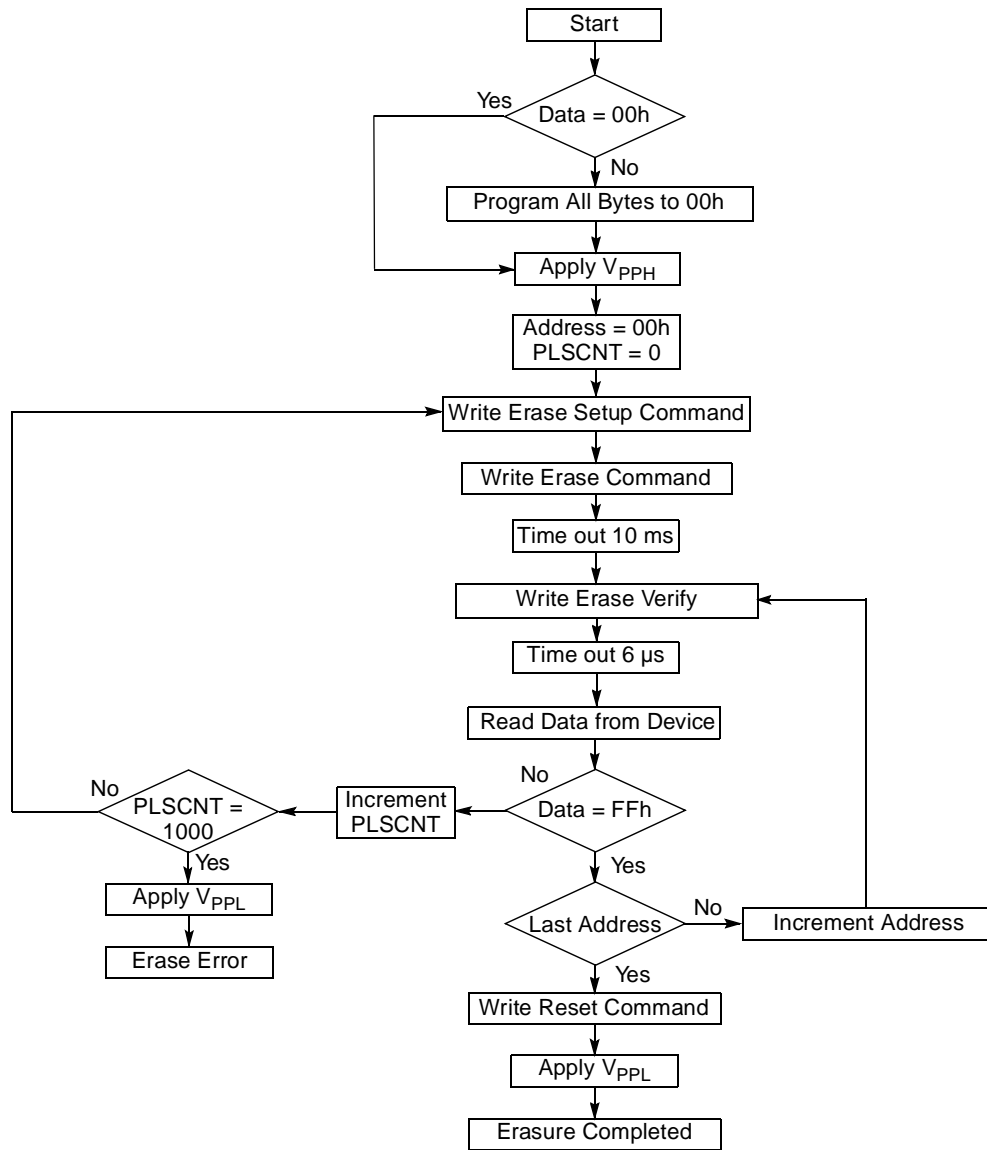 Start
Yes
Data = 00h
No
Program All Bytes to 00h
Apply VPPH
Address = 00h
PLSCNT = 0
Write Erase Setup Command
Write Erase Command
Time out 10 ms
Write Erase Verify
Time out 6 µs
Read Data from Device
No
Data = FFh
Increment
PLSCNT
No
PLSCNT =
1000
Yes
Apply VPPL
Erase Error
Yes
Last Address
No
Increment Address
Yes
Write Reset Command
Apply VPPL
Erasure Completed